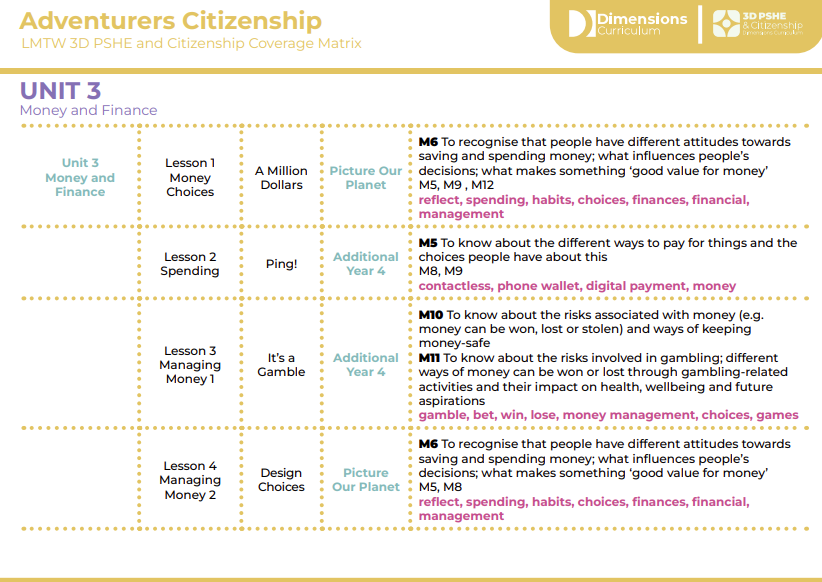 Adventurers Citizenship
LMTW 3D PSHE and Citizenship Coverage Matrix
Dimensions
Curriculum
3D PSHE
& Citizenship
UNIT 3
Money and Finance
Unit 3
Money and
Finance
Lesson 1
Money
Choices
A Million
Dollars
Picture Our
Planet
M6 To recognise that people have different attitudes towards
saving and spending money; what influences people’s
decisions; what makes something ‘good value for money’
M5, M9 , M12
reflect, spending, habits, choices, finances, financial,
management
Lesson 2
Spending
Ping!
Additional
Year 4
M5 To know about the different ways to pay for things and the
choices people have about this
M8, M9
contactless, phone wallet, digital payment, money
Lesson 3
Managing
Money 1
It’s a
Gamble
Additional
Year 4
M10 To know about the risks associated with money (e.g.
money can be won, lost or stolen) and ways of keeping
money-safe
M11 To know about the risks involved in gambling; different
ways of money can be won or lost through gambling-related
activities and their impact on health, wellbeing and future
aspirations
gamble, bet, win, lose, money management, choices, games
Lesson 4
Managing
Money 2
Design
Choices
Picture
Our Planet
M6 To recognise that people have different attitudes towards
saving and spending money; what influences people’s
decisions; what makes something ‘good value for money’
M5, M8
reflect, spending, habits, choices, finances, financial,
management